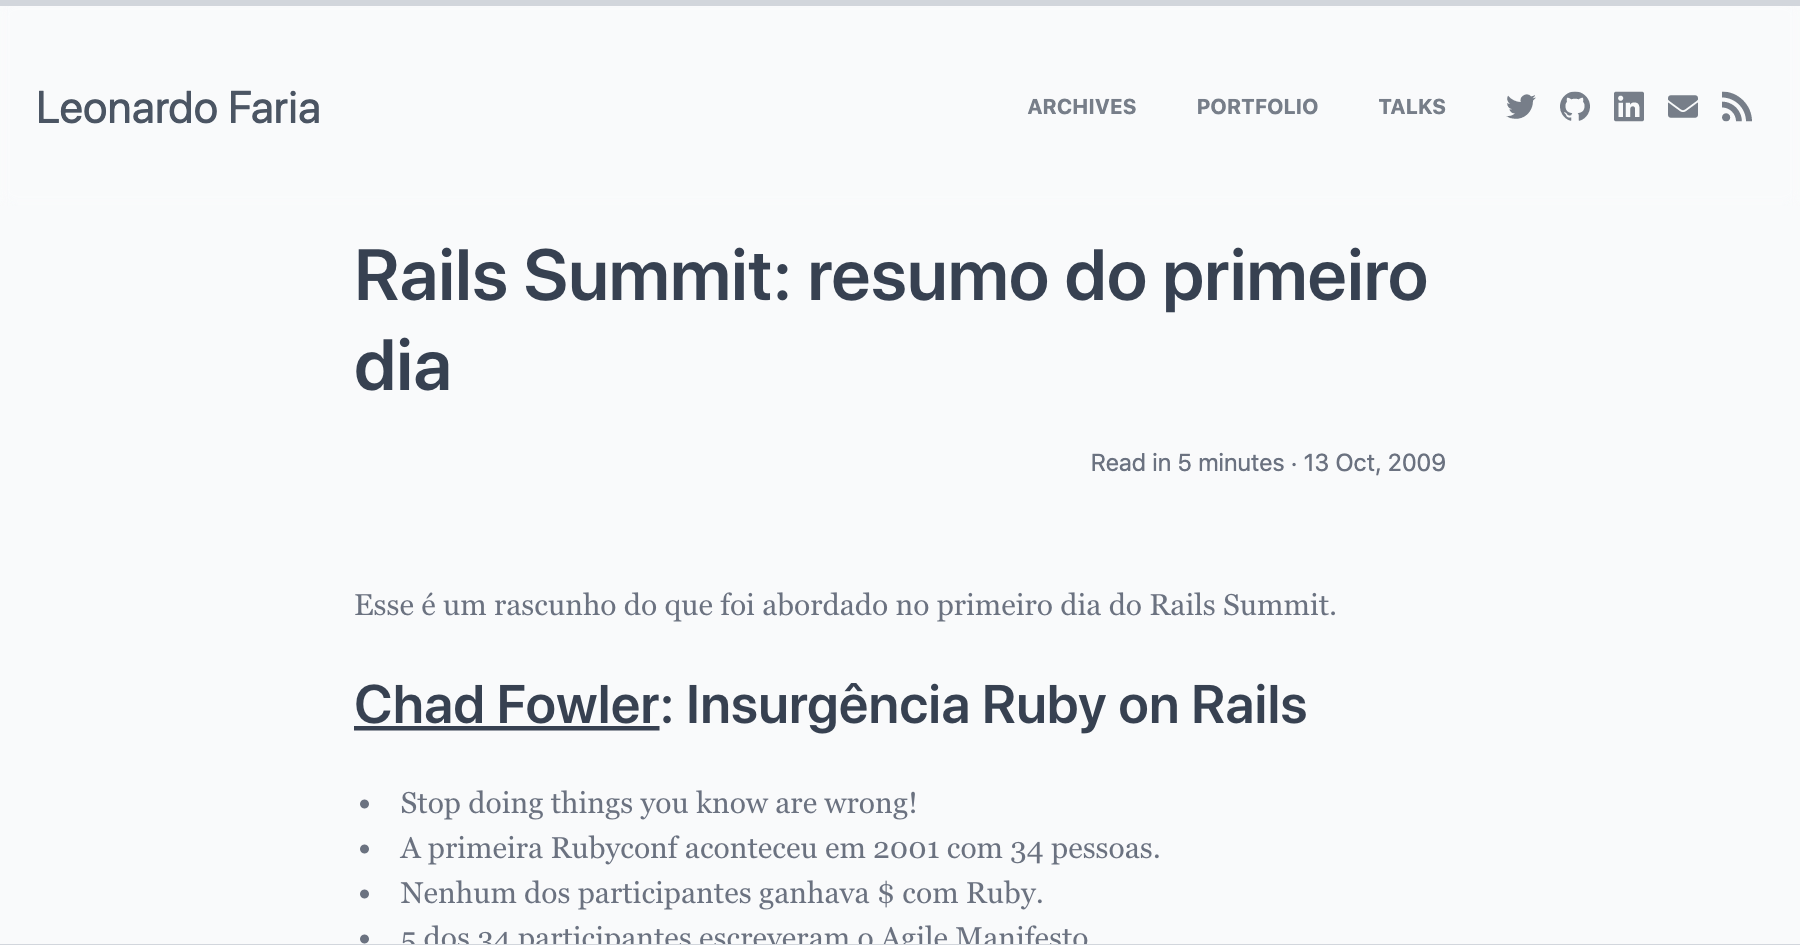 Leonardo Faria
ARCHIVES PORTFOLIO TALKS
Rails Summit: resumo do primeiro
dia
Read in 5 minutes · 13 Oct, 2009
Esse é um rascunho do que foi abordado no primeiro dia do Rails Summit.
Chad Fowler: Insurgência Ruby on Rails
• Stop doing things you know are wrong!
• A primeira Rubyconf aconteceu em 2001 com 34 pessoas.
• Nenhum dos participantes ganhava $ com Ruby.
• 5 dos 34 participantes escreveram o Agile Manifesto